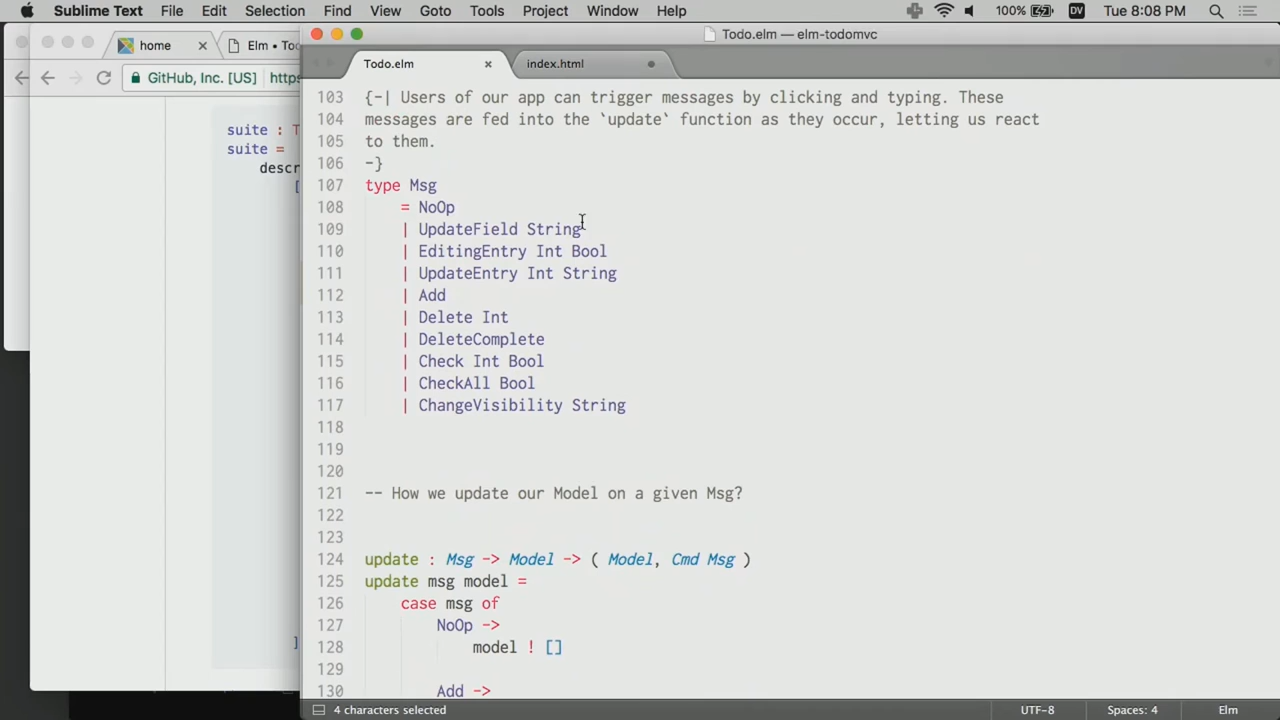 Sublime Text File Edit Selection Find View Goto Tools Project Window Help 100% DV Tue 8:08 PM
Todo.elm — elm-todomvc
home Elm • To
Todo.elm index.html
GitHub, Inc. [US] https
suite : T
suite =
descr
[
]
103 {-| Users of our app can trigger messages by clicking and typing. These
104 messages are fed into the `update` function as they occur, letting us react
105 to them.
106 -}
107 type Msg
108 = NoOp
109 | UpdateField String
110 | EditingEntry Int Bool
111 | UpdateEntry Int String
112 | Add
113 | Delete Int
114 | DeleteComplete
115 | Check Int Bool
116 | CheckAll Bool
117 | ChangeVisibility String
118
119
120
121 -- How we update our Model on a given Msg?
122
123
124 update : Msg -> Model -> ( Model, Cmd Msg )
125 update msg model =
126 case msg of
127 NoOp ->
128 model ! []
129
130 Add ->
4 characters selected UTF-8 Spaces: 4 Elm